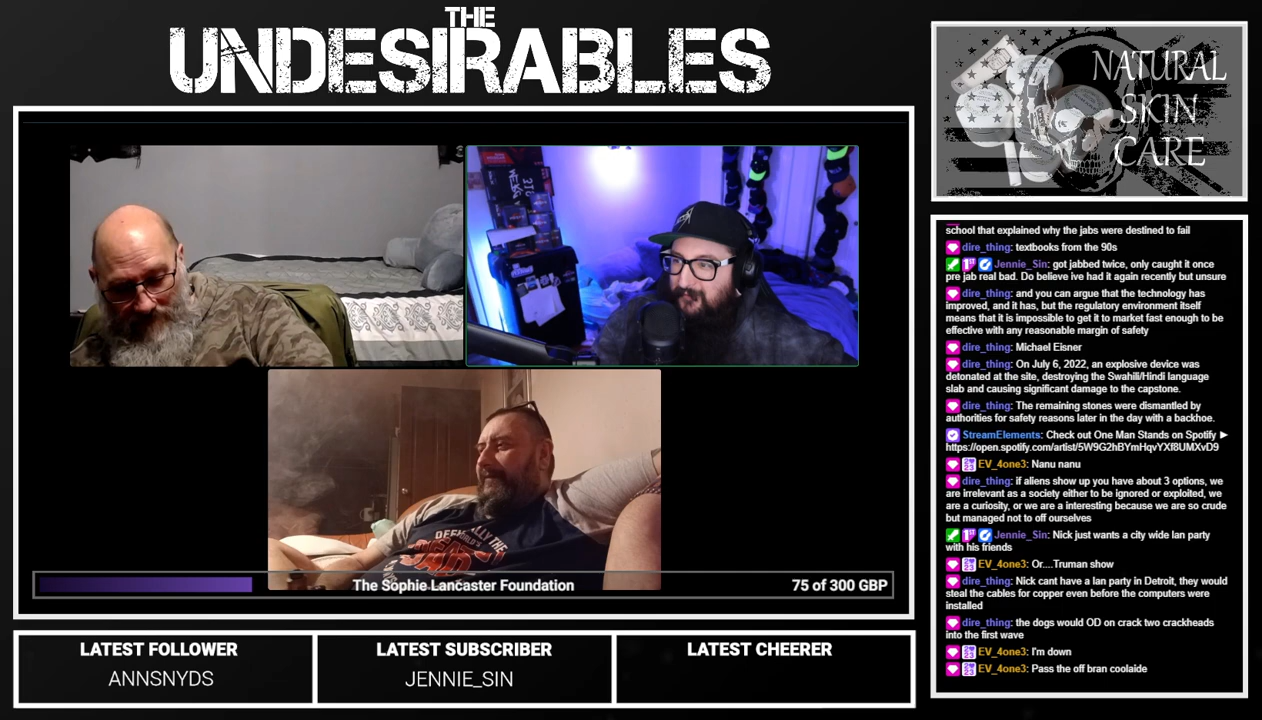 THE
UNDESIRABLES
NATURAL
SKIN
CARE
school that explained why the jabs were destined to fail
dire_thing: textbooks from the 90s
Jennie_Sin: got jabbed twice, only caught it once
pre jab real bad. Do believe ive had it again recently but unsure
dire_thing: and you can argue that the technology has
improved, and it has, but the regulatory environment itself
means that it is impossible to get it to market fast enough to be
effective with any reasonable margin of safety
dire_thing: Michael Eisner
dire_thing: On July 6, 2022, an explosive device was
detonated at the site, destroying the Swahili/Hindi language
slab and causing significant damage to the capstone.
dire_thing: The remaining stones were dismantled by
authorities for safety reasons later in the day with a backhoe.
StreamElements: Check out One Man Stands on Spotify ►
https://open.spotify.com/artist/5W9G2hBYmHqvYXf8UMXvD9
EV_4one3: Nanu nanu
dire_thing: if aliens show up you have about 3 options, we
are irrelevant as a society either to be ignored or exploited, we
are a curiosity, or we are a interesting because we are so crude
but managed not to off ourselves
Jennie_Sin: Nick just wants a city wide lan party
with his friends
EV_4one3: Or....Truman show
dire_thing: Nick cant have a lan party in Detroit, they would
steal the cables for copper even before the computers were
installed
dire_thing: the dogs would OD on crack two crackheads
into the first wave
EV_4one3: I'm down
EV_4one3: Pass the off bran coolaide
The Sophie Lancaster Foundation
75 of 300 GBP
LATEST FOLLOWER
ANNSNYDS
LATEST SUBSCRIBER
JENNIE_SIN
LATEST CHEERER